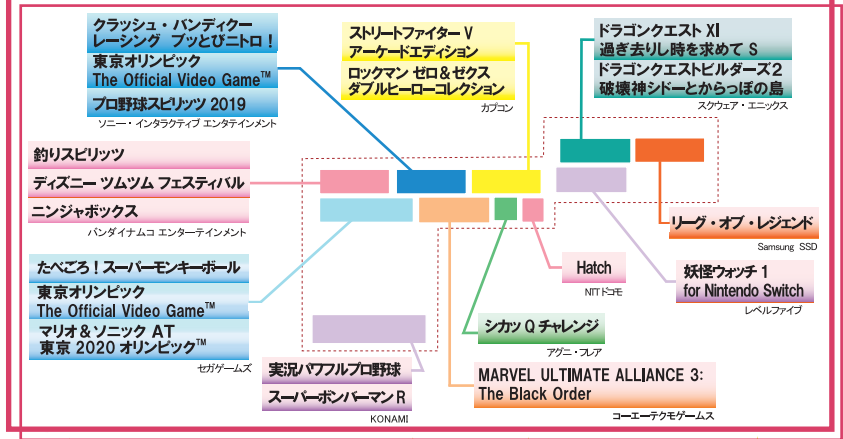 クラッシュ・バンディクー
レーシング ブッとびニトロ！
東京オリンピック
The Official Video Game™
プロ野球スピリッツ 2019
ソニー・インタラクティブ エンタテインメント
ストリートファイター V
アーケードエディション
ロックマン ゼロ＆ゼクス
ダブルヒーローコレクション
カプコン
ドラゴンクエスト XI
過ぎ去りし時を求めて S
ドラゴンクエストビルダーズ2
破壊神シドーとからっぽの島
スクウェア・エニックス
釣りスピリッツ
ディズニー ツムツム フェスティバル
ニンジャボックス
バンダイナムコ エンターテインメント
リーグ・オブ・レジェンド
Samsung SSD
たべごろ！スーパーモンキーボール
東京オリンピック
The Official Video Game™
マリオ＆ソニック AT
東京 2020 オリンピック™
セガゲームズ
Hatch
NTTドコモ
妖怪ウォッチ 1
for Nintendo Switch
レベルファイブ
シカッ Q チャレンジ
アグニ・フレア
実況パワフルプロ野球
スーパーボンバーマン R
KONAMI
MARVEL ULTIMATE ALLIANCE 3:
The Black Order
コーエーテクモゲームス